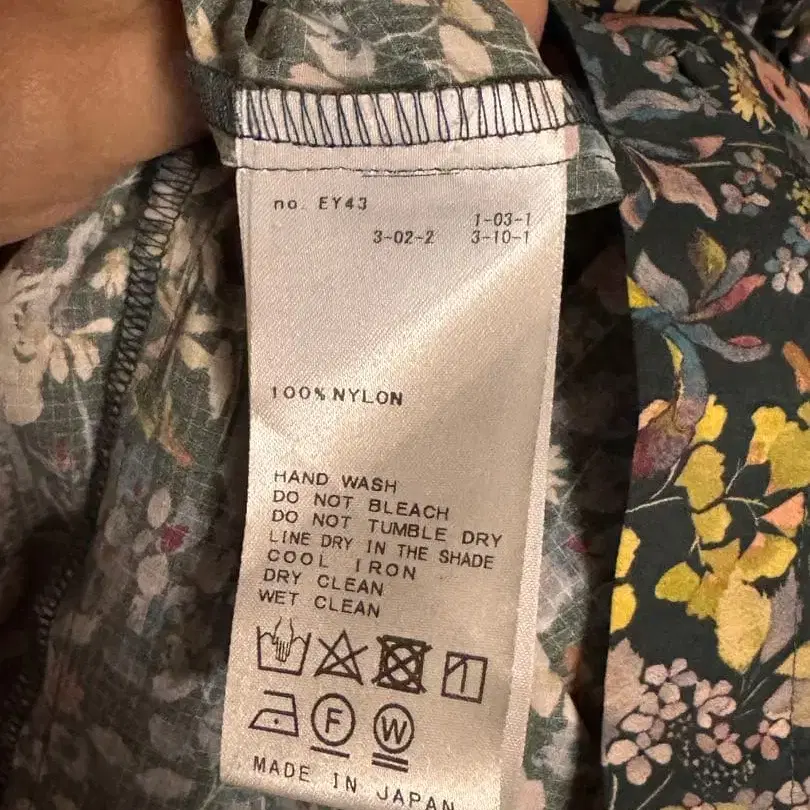 no. EY43
1-03-1
3-02-2 3-10-1
100% NYLON
HAND WASH
DO NOT BLEACH
DO NOT TUMBLE DRY
LINE DRY IN THE SHADE
COOL IRON
DRY CLEAN
WET CLEAN
F W
MADE IN JAPAN